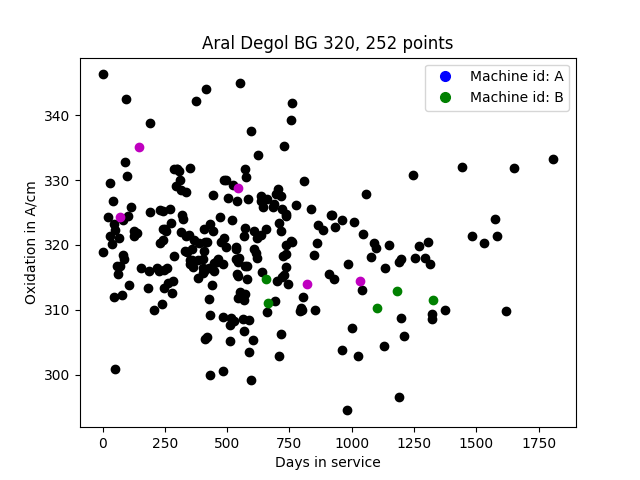 Aral Degol BG 320, 252 points
Machine id: A
Machine id: B
Oxidation in A/cm
340
330
320
310
300
0 250 500 750 1000 1250 1500 1750
Days in service